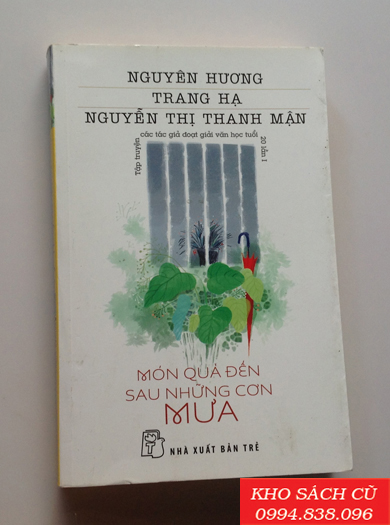 NGUYÊN HƯƠNG
TRANG HẠ
NGUYỄN THỊ THANH MẬN
Tập truyện
các tác giả đoạt giải văn học tuổi
20 lần 1
MÓN QUÀ ĐẾN
SAU NHỮNG CƠN
MƯA
NHÀ XUẤT BẢN TRẺ
KHO SÁCH CŨ
0994.838.096